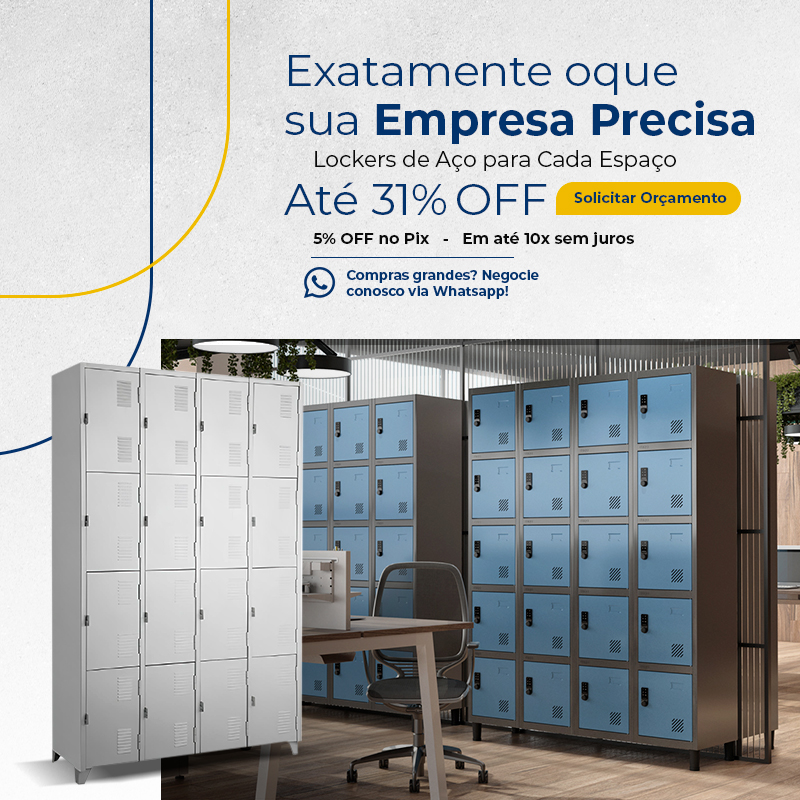 Exatamente oque
sua Empresa Precisa
Lockers de Aço para Cada Espaço
Até 31% OFF
Solicitar Orçamento
5% OFF no Pix - Em até 10x sem juros
Compras grandes? Negocie
conosco via Whatsapp!